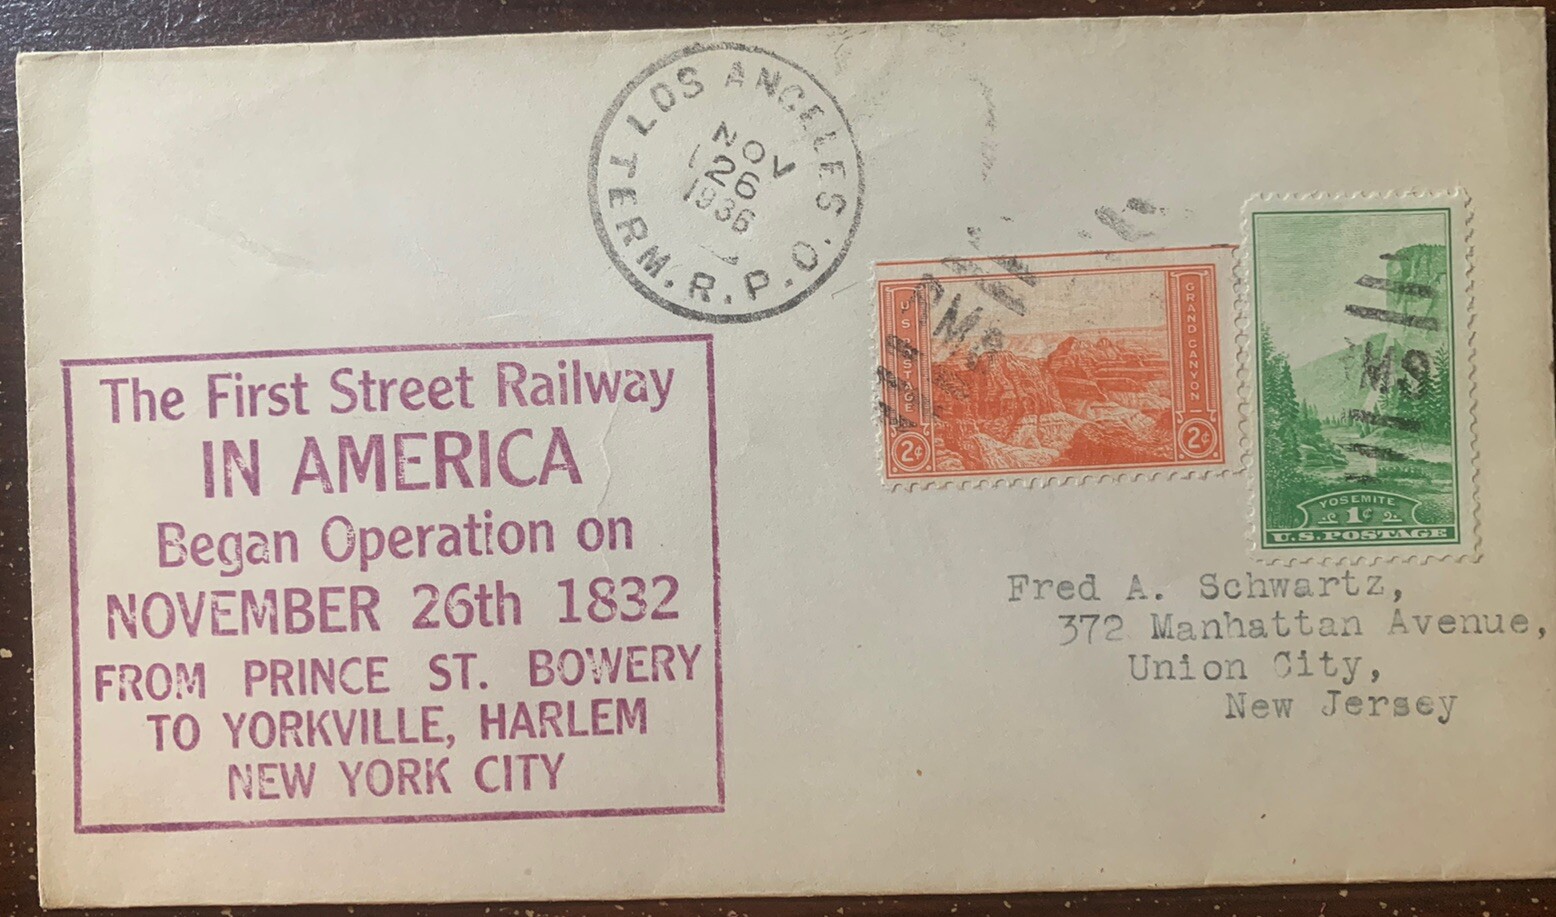 LOS ANGELES
NOV
26
1936
TERM. R.P.O.
The First Street Railway
IN AMERICA
Began Operation on
NOVEMBER 26th 1832
FROM PRINCE ST. BOWERY
TO YORKVILLE, HARLEM
NEW YORK CITY
U S POSTAGE
GRAND CANYON
2¢
2¢
RMS
YOSEMITE
1¢
U.S. POSTAGE
Fred A. Schwartz,
372 Manhattan Avenue,
Union City,
New Jersey